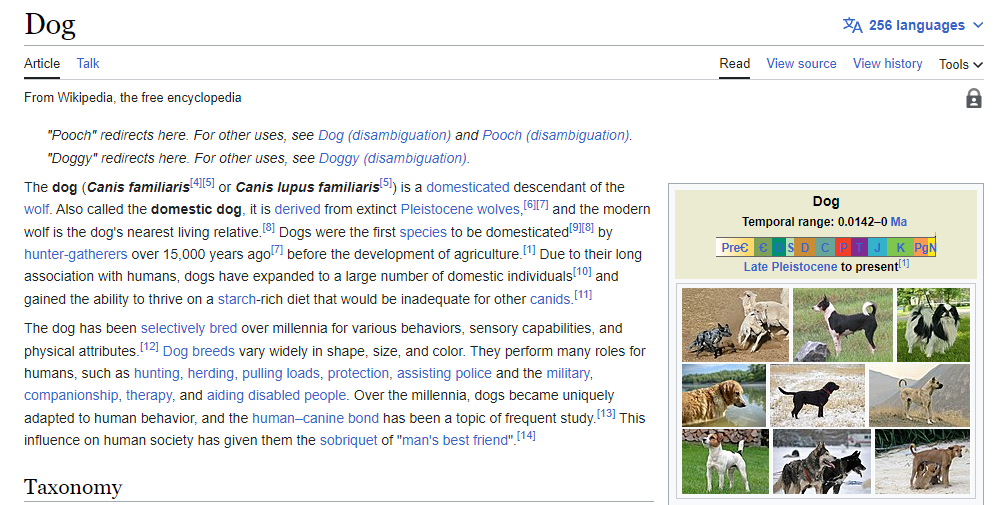 Dog
256 languages
Article Talk Read View source View history Tools
From Wikipedia, the free encyclopedia
"Pooch" redirects here. For other uses, see Dog (disambiguation) and Pooch (disambiguation).
"Doggy" redirects here. For other uses, see Doggy (disambiguation).
The dog (Canis familiaris[4][5] or Canis lupus familiaris[5]) is a domesticated descendant of the
wolf. Also called the domestic dog, it is derived from extinct Pleistocene wolves,[6][7] and the modern
wolf is the dog's nearest living relative.[8] Dogs were the first species to be domesticated[9][8] by
hunter-gatherers over 15,000 years ago[7] before the development of agriculture.[1] Due to their long
association with humans, dogs have expanded to a large number of domestic individuals[10] and
gained the ability to thrive on a starch-rich diet that would be inadequate for other canids.[11]
The dog has been selectively bred over millennia for various behaviors, sensory capabilities, and
physical attributes.[12] Dog breeds vary widely in shape, size, and color. They perform many roles for
humans, such as hunting, herding, pulling loads, protection, assisting police and the military,
companionship, therapy, and aiding disabled people. Over the millennia, dogs became uniquely
adapted to human behavior, and the human–canine bond has been a topic of frequent study.[13] This
influence on human society has given them the sobriquet of "man's best friend".[14]
Taxonomy
Dog
Temporal range: 0.0142–0 Ma
PreЄ Є O S D C P T J K Pg N
Late Pleistocene to present[1]